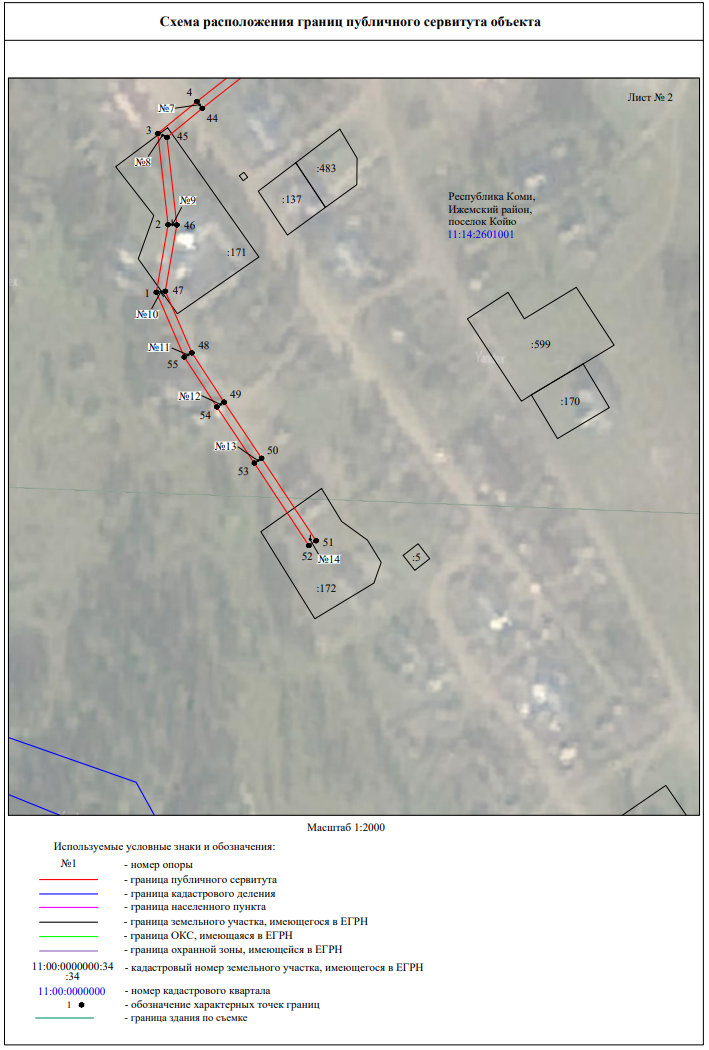 Схема расположения границ публичного сервитута объекта
Лист № 2
4
№7
44
3
45
№8
:483
:137
№9
2
46
Республика Коми,
Ижемский район,
поселок Койю
11:14:2601001
:171
1
47
№10
:599
№11
48
55
:170
№12
49
54
№13
50
53
51
52
№14
:5
:172
Масштаб 1:2000
Используемые условные знаки и обозначения:
№1 - номер опоры
- граница публичного сервитута
- граница кадастрового деления
- граница населенного пункта
- граница земельного участка, имеющегося в ЕГРН
- граница ОКС, имеющаяся в ЕГРН
- граница охранной зоны, имеющейся в ЕГРН
11:00:0000000:34 - кадастровый номер земельного участка, имеющегося в ЕГРН
:34
11:00:0000000 - номер кадастрового квартала
1 - обозначение характерных точек границ
- граница здания по съемке